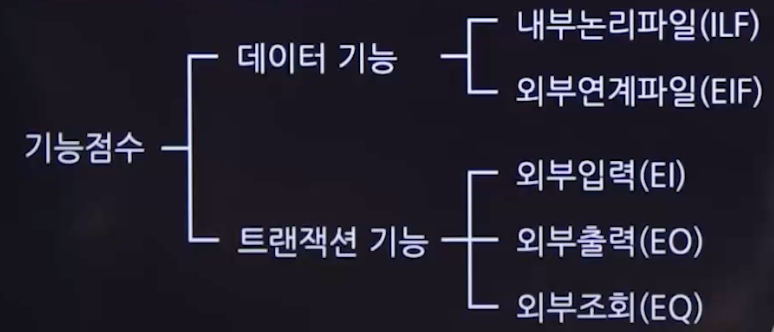 기능점수
데이터 기능
내부논리파일(ILF)
외부연계파일(EIF)
트랜잭션 기능
외부입력(EI)
외부출력(EO)
외부조회(EQ)